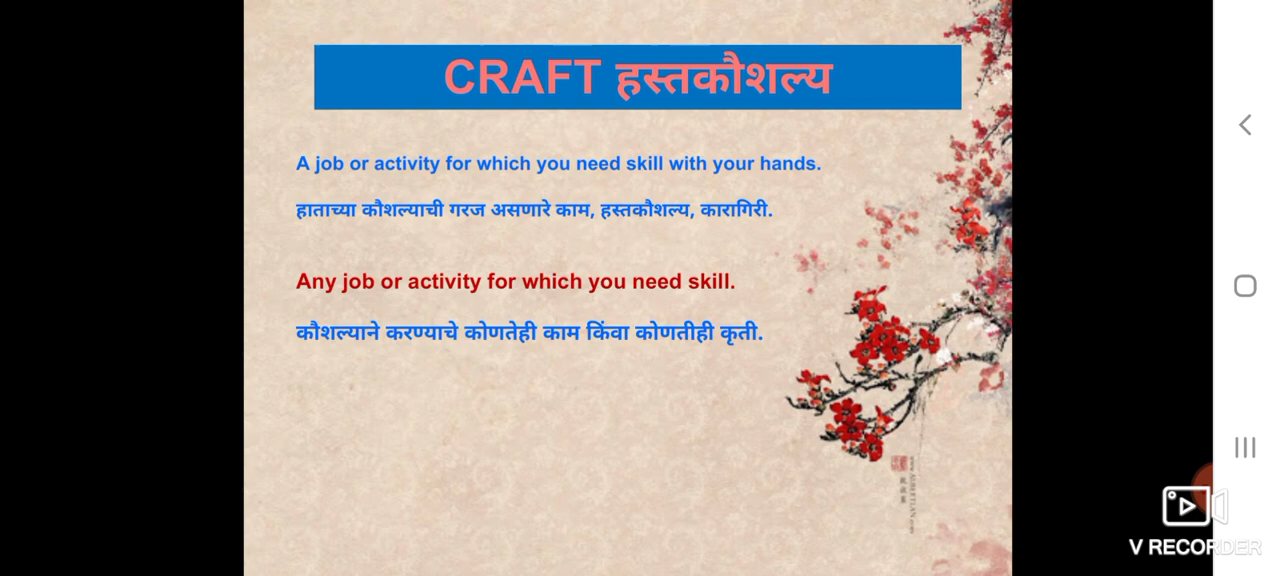 CRAFT हस्तकौशल्य
A job or activity for which you need skill with your hands.
हाताच्या कौशल्याची गरज असणारे काम, हस्तकौशल्य, कारागिरी.
Any job or activity for which you need skill.
कौशल्याने करण्याचे कोणतेही काम किंवा कोणतीही कृती.
V RECORDER